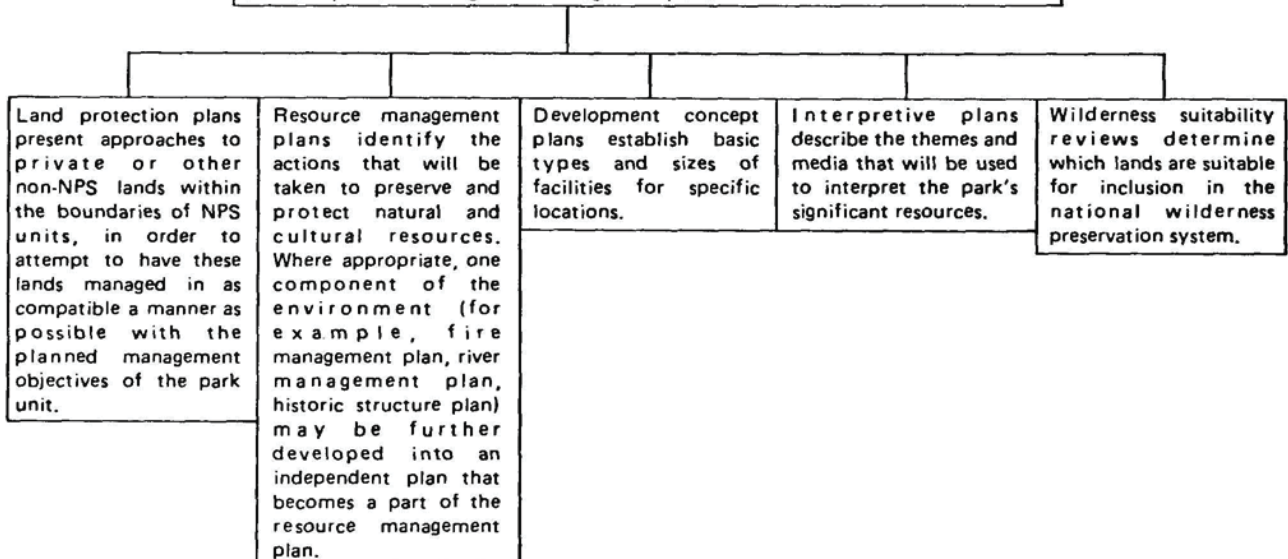 Land protection plans
present approaches to
private or other
non-NPS lands within
the boundaries of NPS
units, in order to
attempt to have these
lands managed in as
compatible a manner as
possible with the
planned management
objectives of the park
unit.
Resource management
plans identify the
actions that will be
taken to preserve and
protect natural and
cultural resources.
Where appropriate, one
component of the
environment (for
example, fire
management plan, river
management plan,
historic structure plan)
may be further
developed into an
independent plan that
becomes a part of the
resource management
plan.
Development concept
plans establish basic
types and sizes of
facilities for specific
locations.
Interpretive plans
describe the themes and
media that will be used
to interpret the park's
significant resources.
Wilderness suitability
reviews determine
which lands are suitable
for inclusion in the
national wilderness
preservation system.